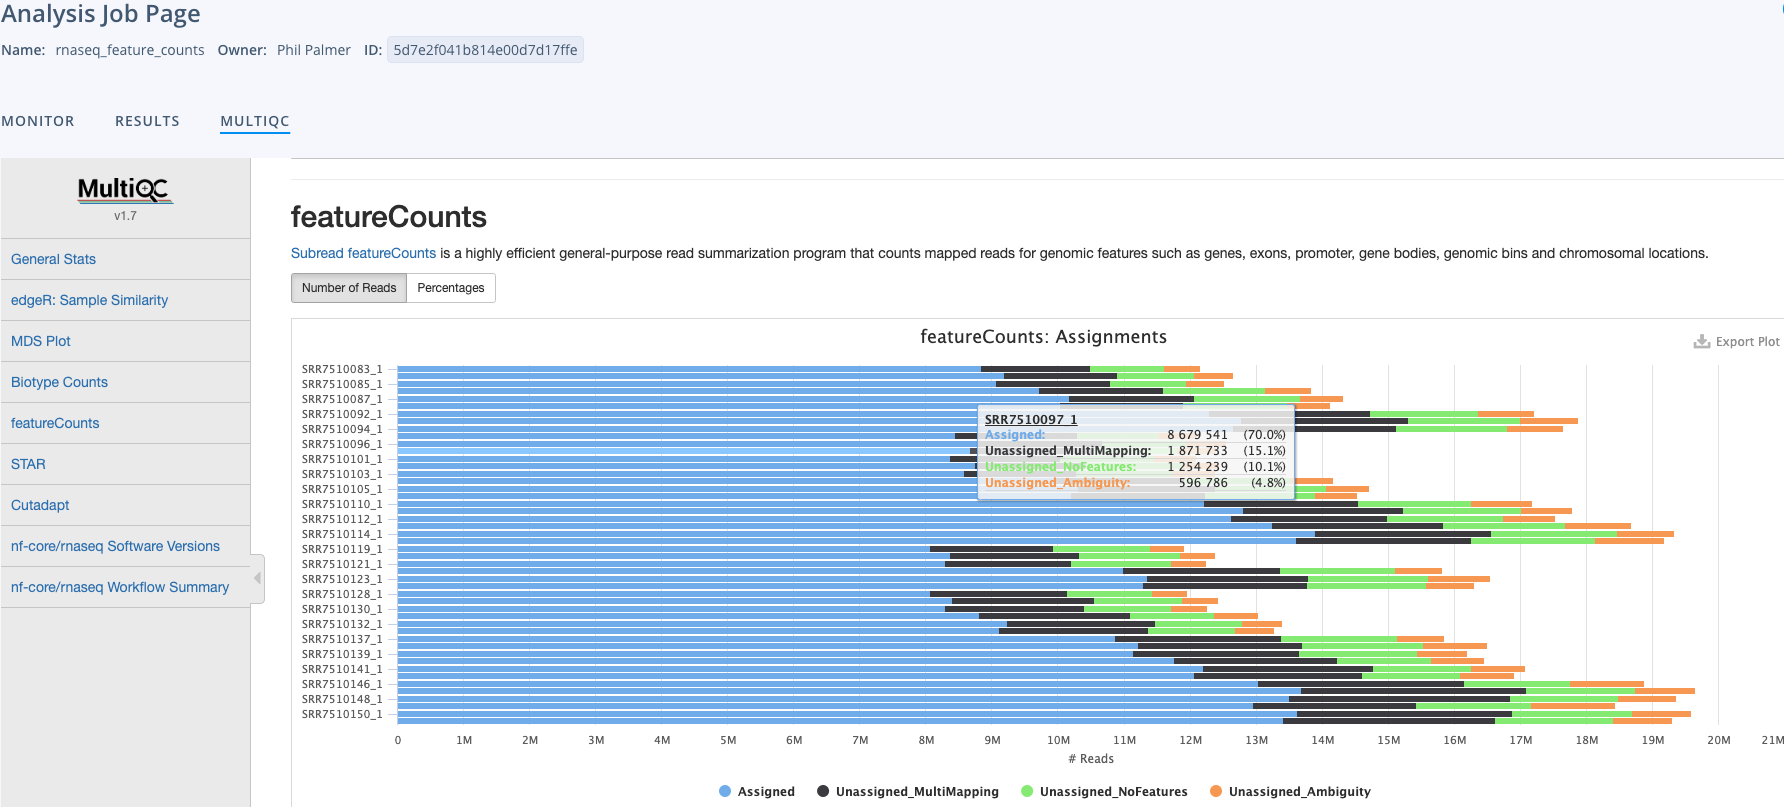 Analysis Job Page
Name: rnaseq_feature_counts Owner: Phil Palmer ID: 5d7e2f041b814e00d7d17ffe
MONITOR RESULTS MULTIQC
MultiQC
v1.7
General Stats
edgeR: Sample Similarity
MDS Plot
Biotype Counts
featureCounts
STAR
Cutadapt
nf-core/rnaseq Software Versions
nf-core/rnaseq Workflow Summary
featureCounts
Subread featureCounts is a highly efficient general-purpose read summarization program that counts mapped reads for genomic features such as genes, exons, promoter, gene bodies, genomic bins and chromosomal locations.
Number of Reads Percentages
featureCounts: Assignments
Export Plot
SRR7510083_1
SRR7510085_1
SRR7510087_1
SRR7510092_1
SRR7510094_1
SRR7510096_1
SRR7510101_1
SRR7510103_1
SRR7510105_1
SRR7510110_1
SRR7510112_1
SRR7510114_1
SRR7510119_1
SRR7510121_1
SRR7510123_1
SRR7510128_1
SRR7510130_1
SRR7510132_1
SRR7510137_1
SRR7510139_1
SRR7510141_1
SRR7510146_1
SRR7510148_1
SRR7510150_1
SRR7510097_1
Assigned: 8 679 541 (70.0%)
Unassigned_MultiMapping: 1 871 733 (15.1%)
Unassigned_NoFeatures: 1 254 239 (10.1%)
Unassigned_Ambiguity: 596 786 (4.8%)
0 1M 2M 3M 4M 5M 6M 7M 8M 9M 10M 11M 12M 13M 14M 15M 16M 17M 18M 19M 20M 21M
# Reads
Assigned Unassigned_MultiMapping Unassigned_NoFeatures Unassigned_Ambiguity